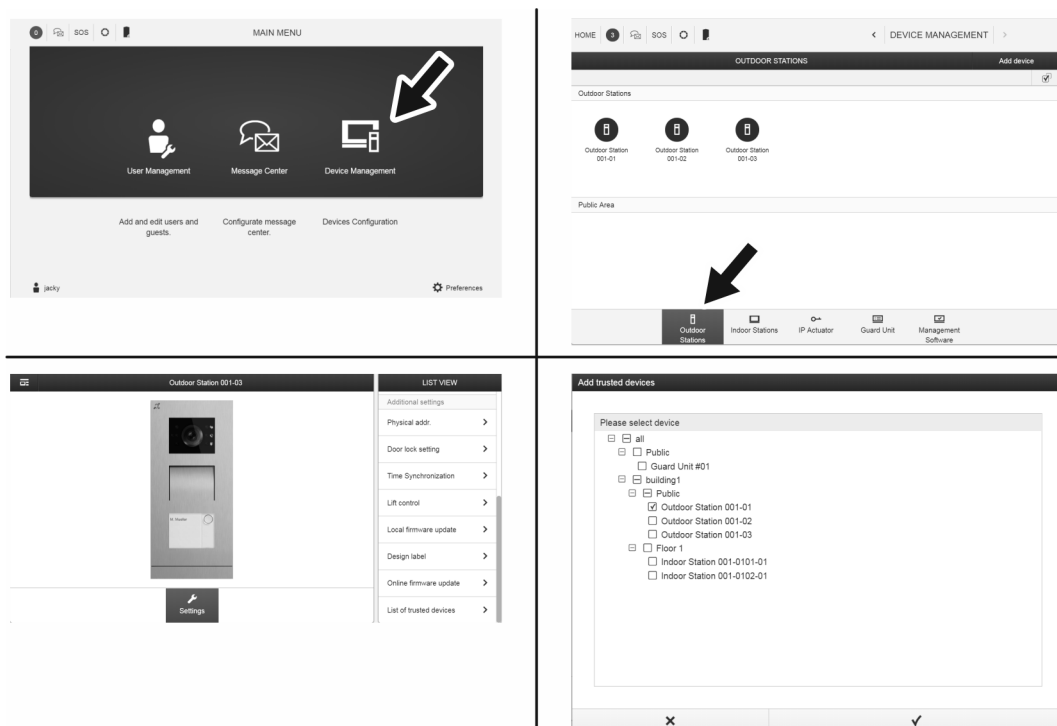 0
SOS
MAIN MENU
User Management
Message Center
Device Management
Add and edit users and
guests.
Configurate message
center.
Devices Configuration
jacky
Preferences
HOME
3
SOS
DEVICE MANAGEMENT
OUTDOOR STATIONS
Add device
Outdoor Stations
Outdoor Station
001-01
Outdoor Station
001-02
Outdoor Station
001-03
Public Area
Outdoor
Stations
Indoor Stations
IP Actuator
Guard Unit
Management
Software
Outdoor Station 001-03
LIST VIEW
Additional settings
Physical addr.
Door lock setting
Time Synchronization
Lift control
Local firmware update
Design label
Online firmware update
List of trusted devices
Settings
Add trusted devices
Please select device
all
Public
Guard Unit #01
building1
Public
Outdoor Station 001-01
Outdoor Station 001-02
Outdoor Station 001-03
Floor 1
Indoor Station 001-0101-01
Indoor Station 001-0102-01